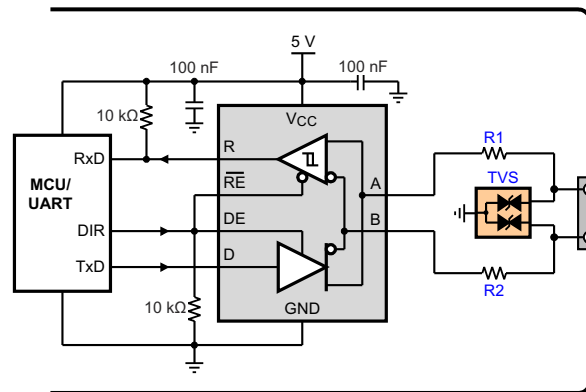 5 V
100 nF
100 nF
10 kΩ
VCC
R1
RxD
R
TVS
MCU/
UART
RE
A
DIR
DE
B
TxD
D
10 kΩ
GND
R2